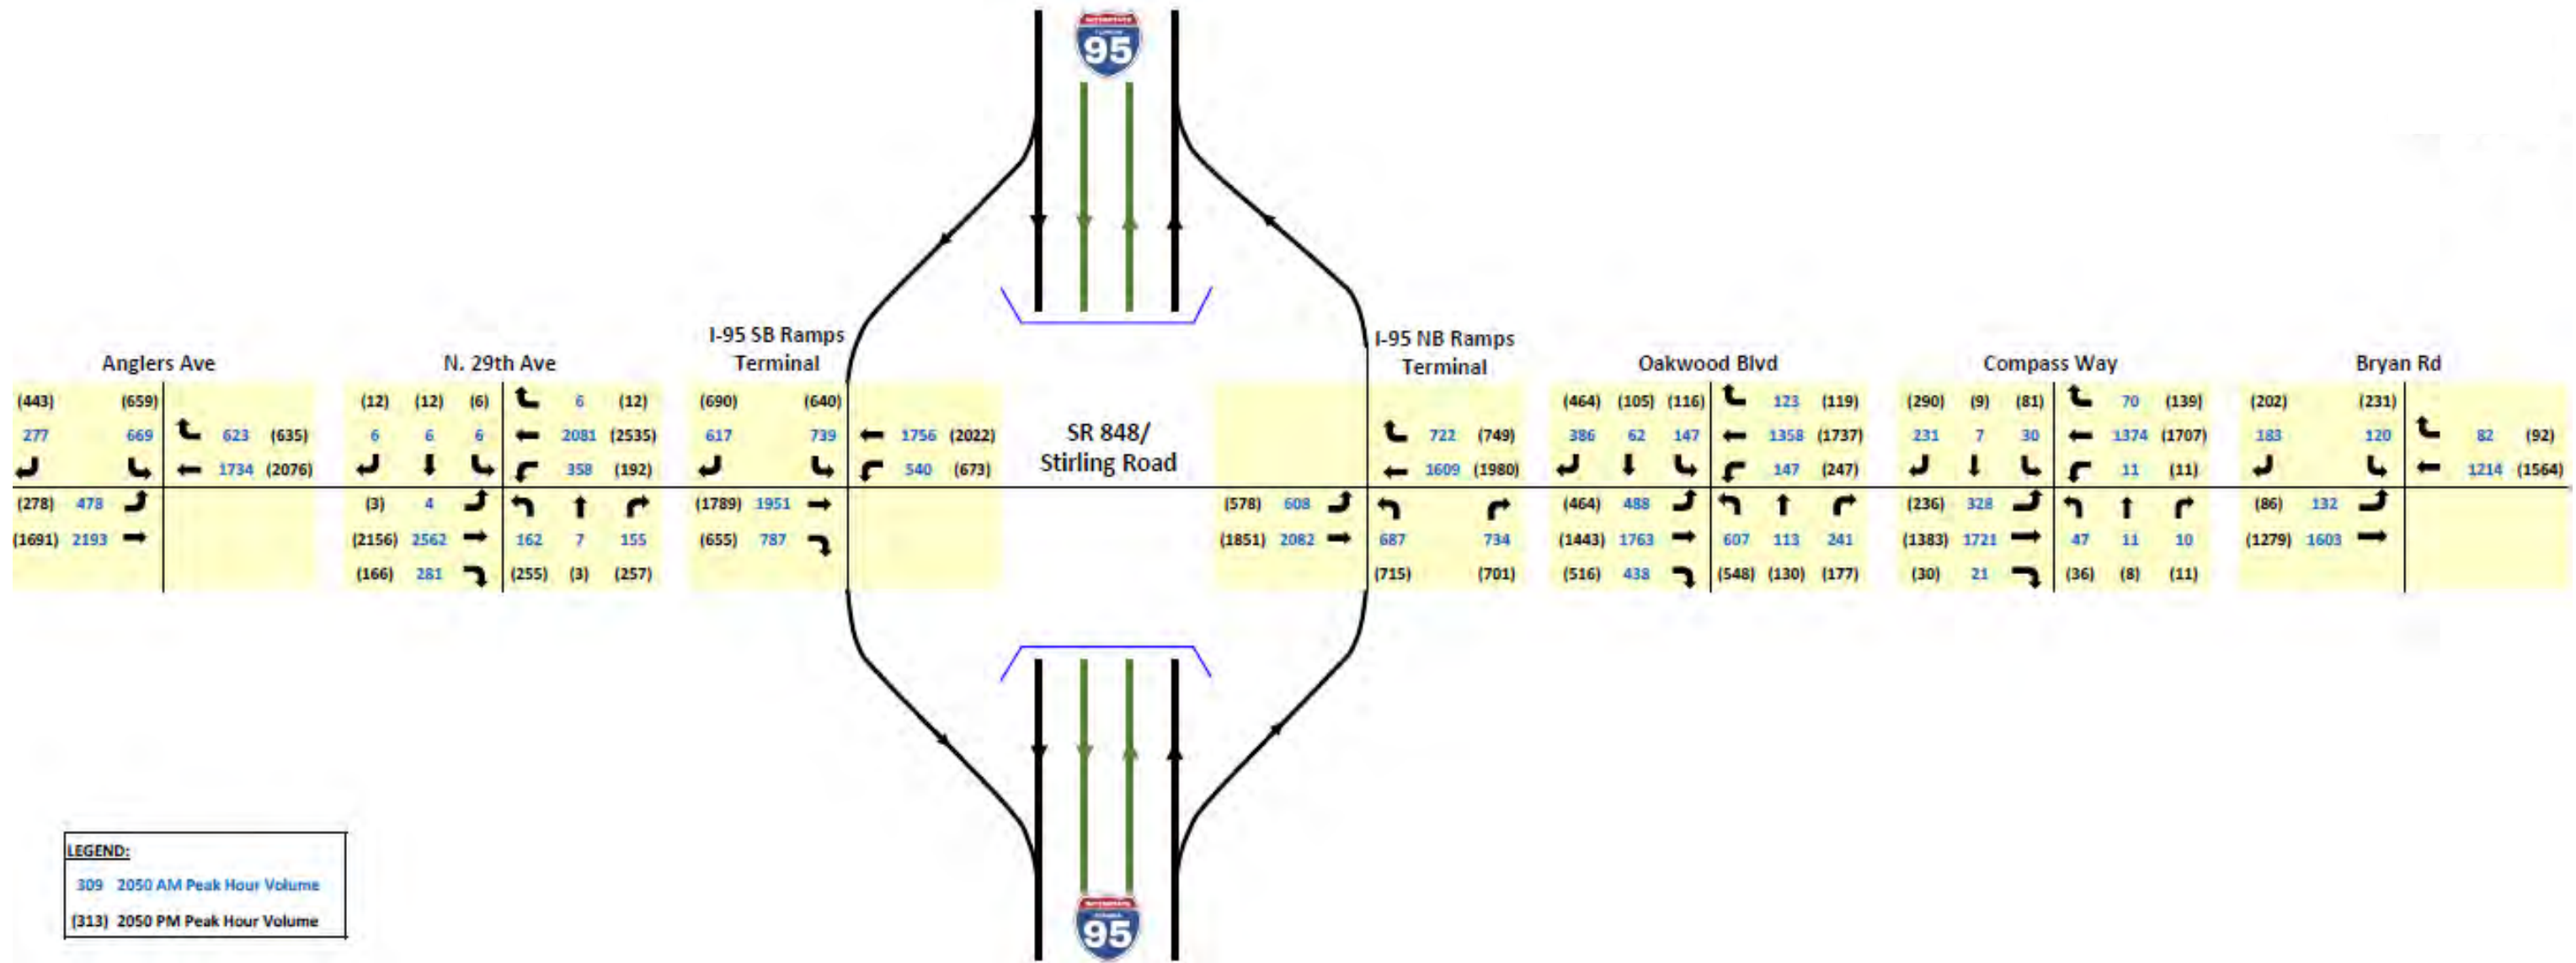 INTERSTATE
95
I-95 SB Ramps
Terminal
I-95 NB Ramps
Terminal
Anglers Ave
N. 29th Ave
Oakwood Blvd
Compass Way
Bryan Rd
(443) (659)
277 669 623 (635)
1734 (2076)
(278) 478
(1691) 2193
(12) (12) (6) 6 (12)
6 6 6 2081 (2535)
358 (192)
(3) 4
(2156) 2562 162 7 155
(166) 281 (255) (3) (257)
(690) (640)
617 739 1756 (2022)
540 (673)
(1789) 1951
(655) 787
SR 848/
Stirling Road
722 (749)
1609 (1980)
(578) 608
(1851) 2082 687 734
(715) (701)
(464) (105) (116) 123 (119)
386 62 147 1358 (1737)
147 (247)
(464) 488
(1443) 1763 607 113 241
(516) 438 (548) (130) (177)
(290) (9) (81) 70 (139)
231 7 30 1374 (1707)
11 (11)
(236) 328
(1383) 1721 47 11 10
(30) 21 (36) (8) (11)
(202) (231)
183 120 82 (92)
1214 (1564)
(86) 132
(1279) 1603
LEGEND:
309 2050 AM Peak Hour Volume
(313) 2050 PM Peak Hour Volume
INTERSTATE
95